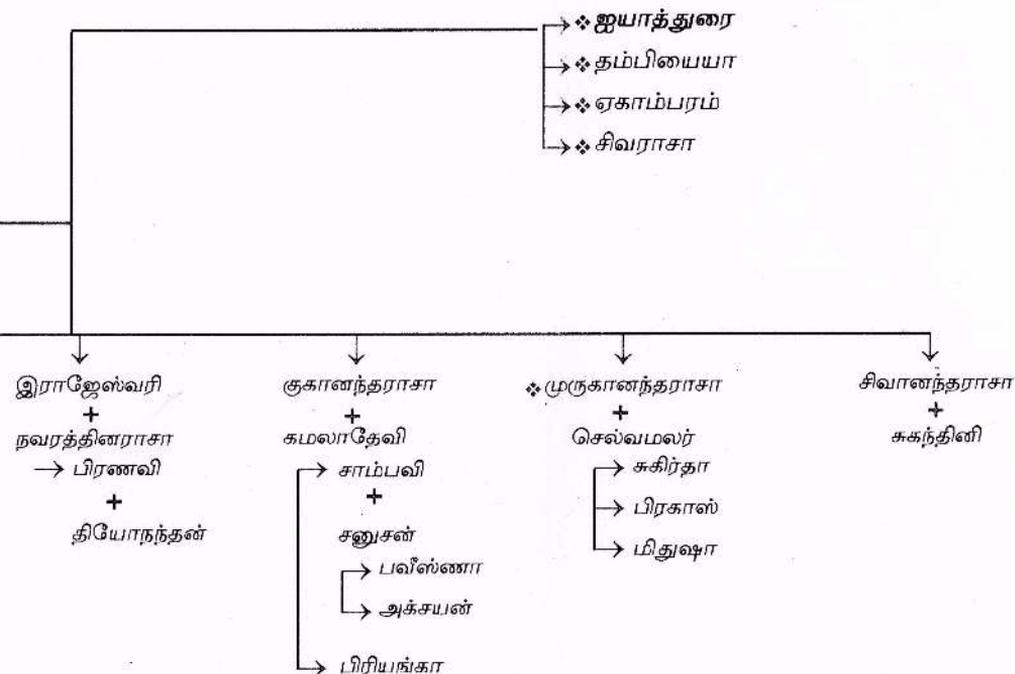 ❖ ஐயாத்துரை
❖ தம்பியையா
❖ ஏகாம்பரம்
❖ சிவராசா
இராஜேஸ்வரி
+
நவரத்தினராசா
பிரணவி
+
தியோநந்தன்
குகானந்தராசா
+
கமலாதேவி
சாம்பவி
+
சனுசன்
பவீஸ்ணா
அக்சயன்
பிரியங்கா
❖ முருகானந்தராசா
+
செல்வமலர்
சுகிர்தா
பிரகாஸ்
மிதுஷா
சிவானந்தராசா
+
சுகந்தினி